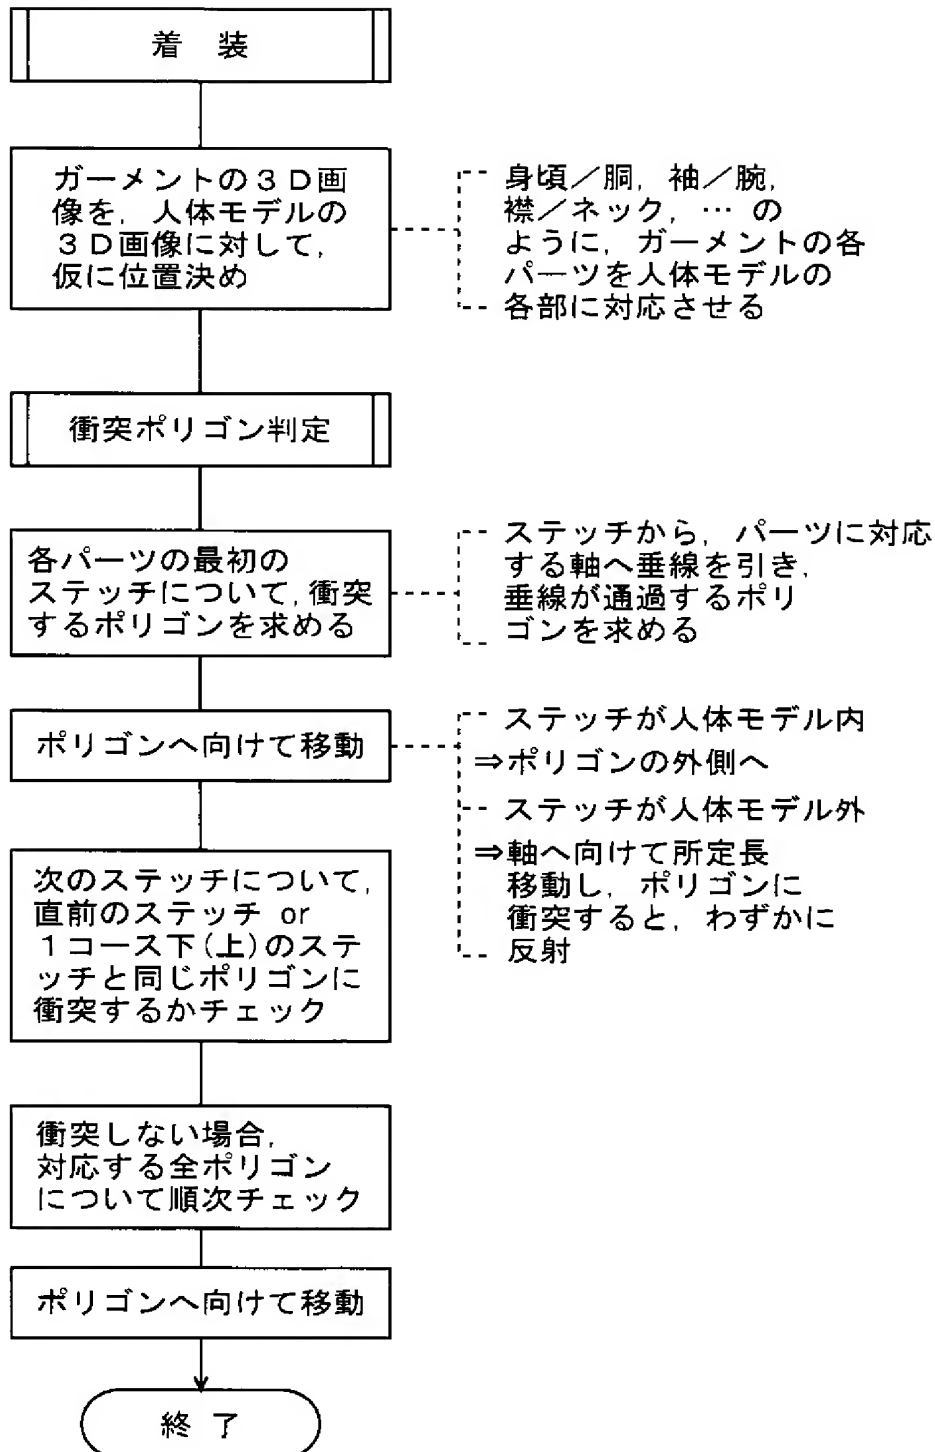 着 装
ガーメントの3D画
像を，人体モデルの
3D画像に対して，
仮に位置決め
身頃／胴，袖／腕，
襟／ネック，… の
ように，ガーメントの各
パーツを人体モデルの
各部に対応させる
衝突ポリゴン判定
各パーツの最初の
ステッチについて，衝突
するポリゴンを求める
ステッチから，パーツに対応
する軸へ垂線を引き，
垂線が通過するポリ
ゴンを求める
ポリゴンへ向けて移動
ステッチが人体モデル内
⇒ポリゴンの外側へ
ステッチが人体モデル外
⇒軸へ向けて所定長
移動し，ポリゴンに
衝突すると，わずかに
反射
次のステッチについて，
直前のステッチ or
1コース下(上)のステ
ッチと同じポリゴンに
衝突するかチェック
衝突しない場合，
対応する全ポリゴン
について順次チェック
ポリゴンへ向けて移動
終 了